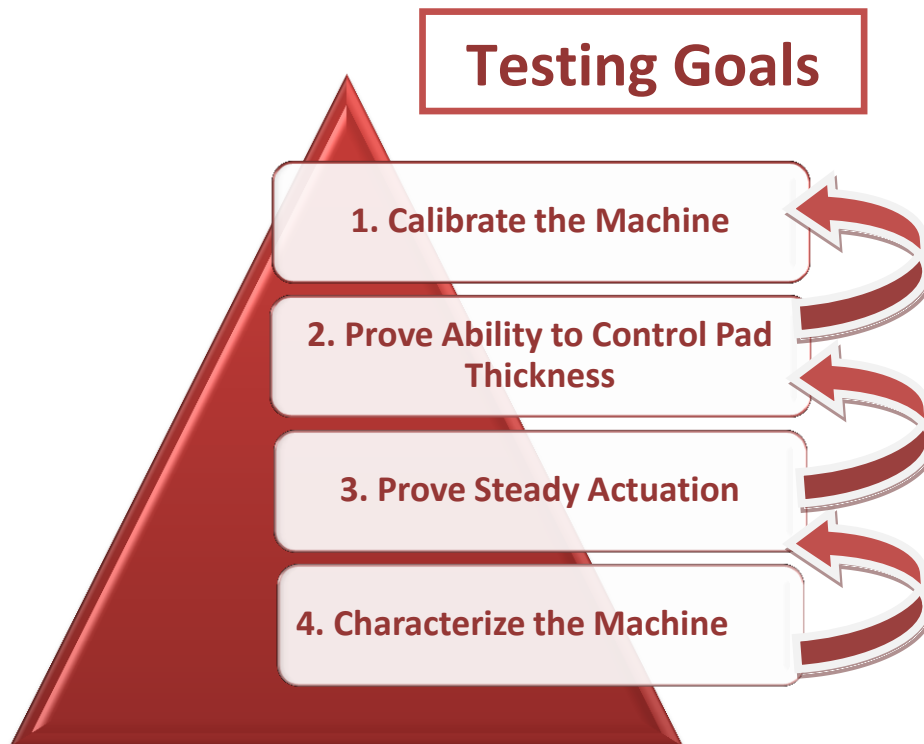 Testing Goals
1. Calibrate the Machine
2. Prove Ability to Control Pad
Thickness
3. Prove Steady Actuation
4. Characterize the Machine